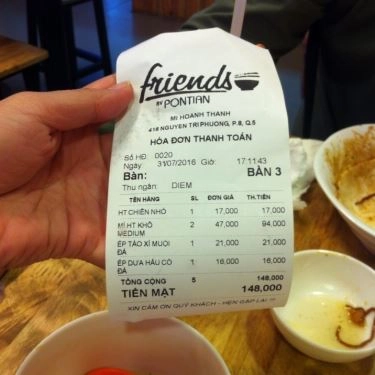 friends
BY PONTIAN
MÌ HOÀNH THÁNH
418 NGUYEN TRI PHUONG, P.8, Q.5
HÓA ĐƠN THANH TOÁN
Số HĐ: 0020
Ngày: 31/07/2016 Giờ: 17:11:43
Bàn: BÀN 3
Thu ngân: DIEM
TÊN HÀNG SL ĐƠN GIÁ TH.TIỀN
HT CHIÊN NHỎ 1 17,000 17,000
MÌ HT KHÔ 2 47,000 94,000
MEDIUM
ÉP TÁO XÍ MUỘI 1 21,000 21,000
ĐÁ
ÉP DƯA HẤU CÓ 1 16,000 16,000
ĐÁ
TỔNG CỘNG 5 148,000
TIỀN MẶT 148,000
XIN CẢM ƠN QUÝ KHÁCH - HẸN GẶP LẠI !!!